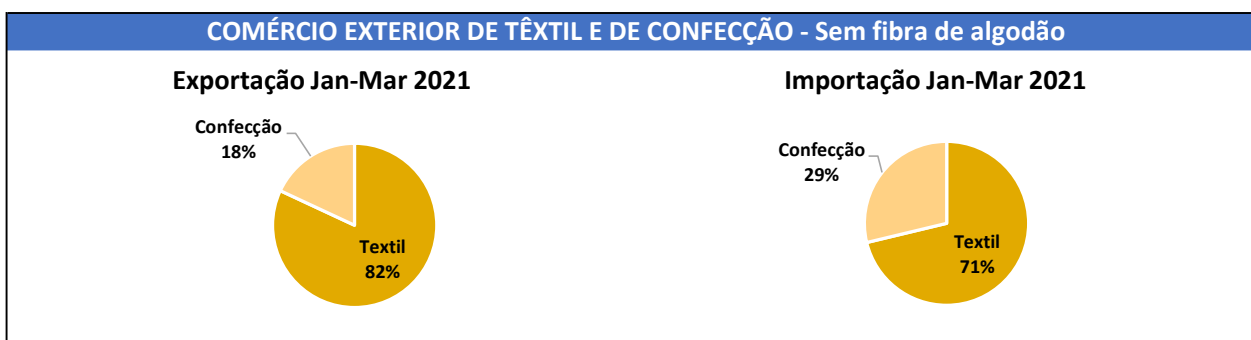 COMÉRCIO EXTERIOR DE TÊXTIL E DE CONFECÇÃO - Sem fibra de algodão
Exportação Jan-Mar 2021
Confecção
18%
Textil
82%
Importação Jan-Mar 2021
Confecção
29%
Textil
71%